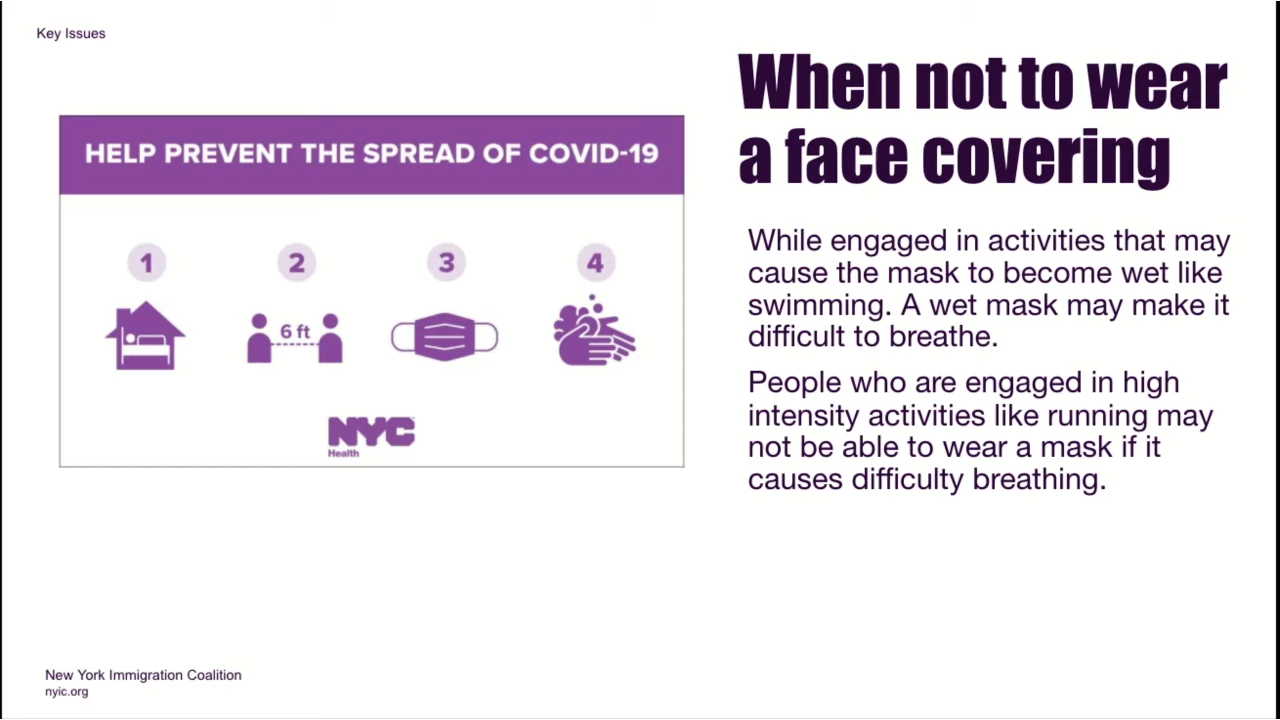 Key Issues
When not to wear
a face covering
HELP PREVENT THE SPREAD OF COVID-19
1
2
3
4
6 ft
NYC
Health
While engaged in activities that may
cause the mask to become wet like
swimming. A wet mask may make it
difficult to breathe.
People who are engaged in high
intensity activities like running may
not be able to wear a mask if it
causes difficulty breathing.
New York Immigration Coalition
nyic.org